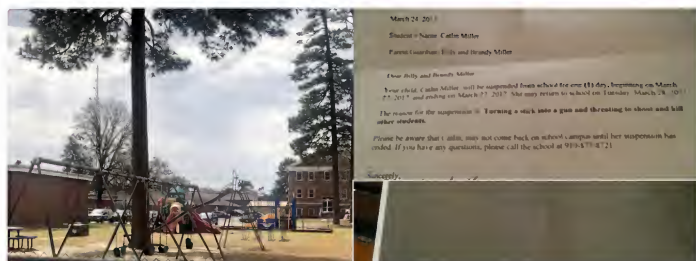 March 24, 2017
Student's Name: Caitlin Miller
Parent/Guardian: Billy and Brandy Miller
Dear Billy and Brandy Miller
Your child, Caitlin Miller, will be suspended from school for one (1) day, beginning on March
27, 2017, and ending on March 27, 2017. She may return to school on Tuesday, March 28, 2017
The reason for the suspension is Turning a stick into a gun and threating to shoot and kill
other students.
Please be aware that Caitlin, may not come back on school campus until her suspension has
ended. If you have any questions, please call the school at
Sincerely,